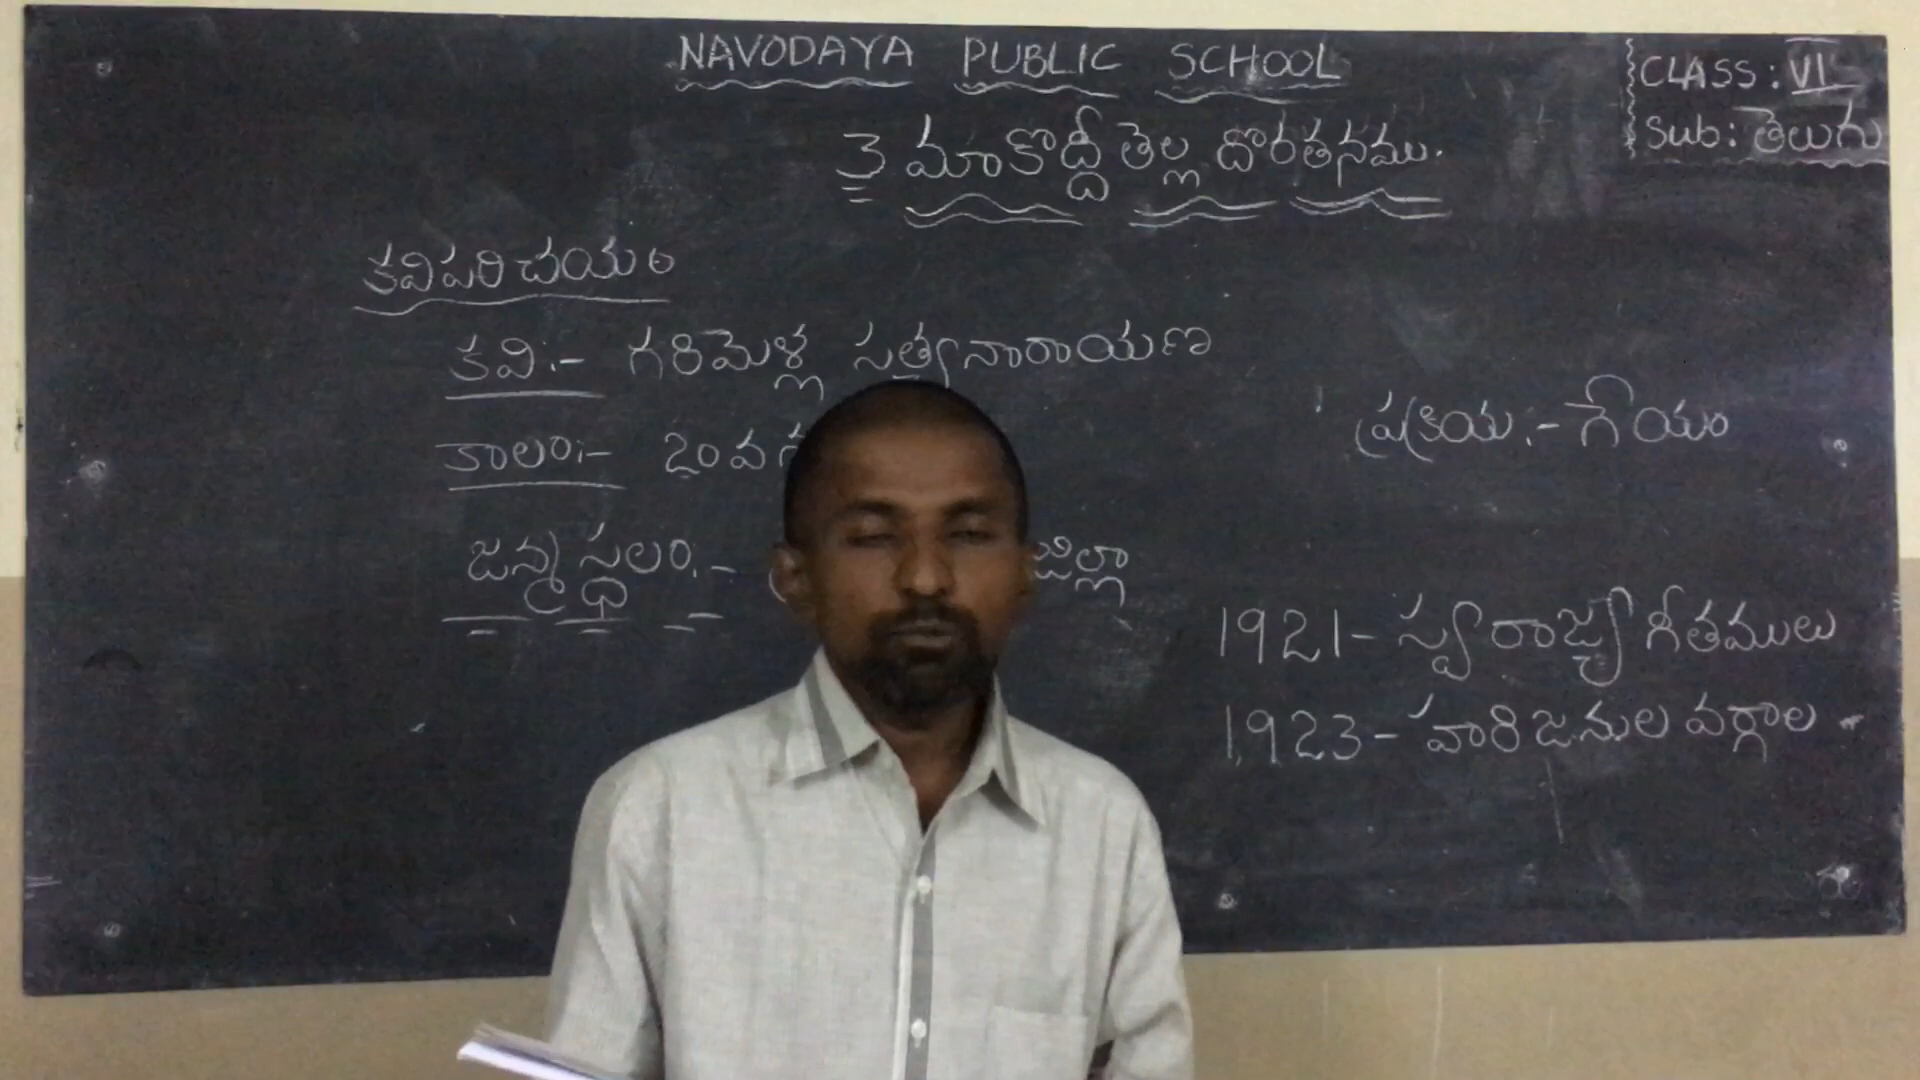 NAVODAYA PUBLIC SCHOOL
CLASS: VI
Sub: తెలుగు
3 మాకొద్దీ తెల్ల దొరతనము.
కవిపరిచయం
కవి:- గరిమెళ్ల సత్యనారాయణ
కాలం:- 20వ
ప్రక్రియ:- గేయం
జన్మస్థలం:- జిల్లా
1921- స్వరాజ్య గీతములు
1923- హరిజనుల